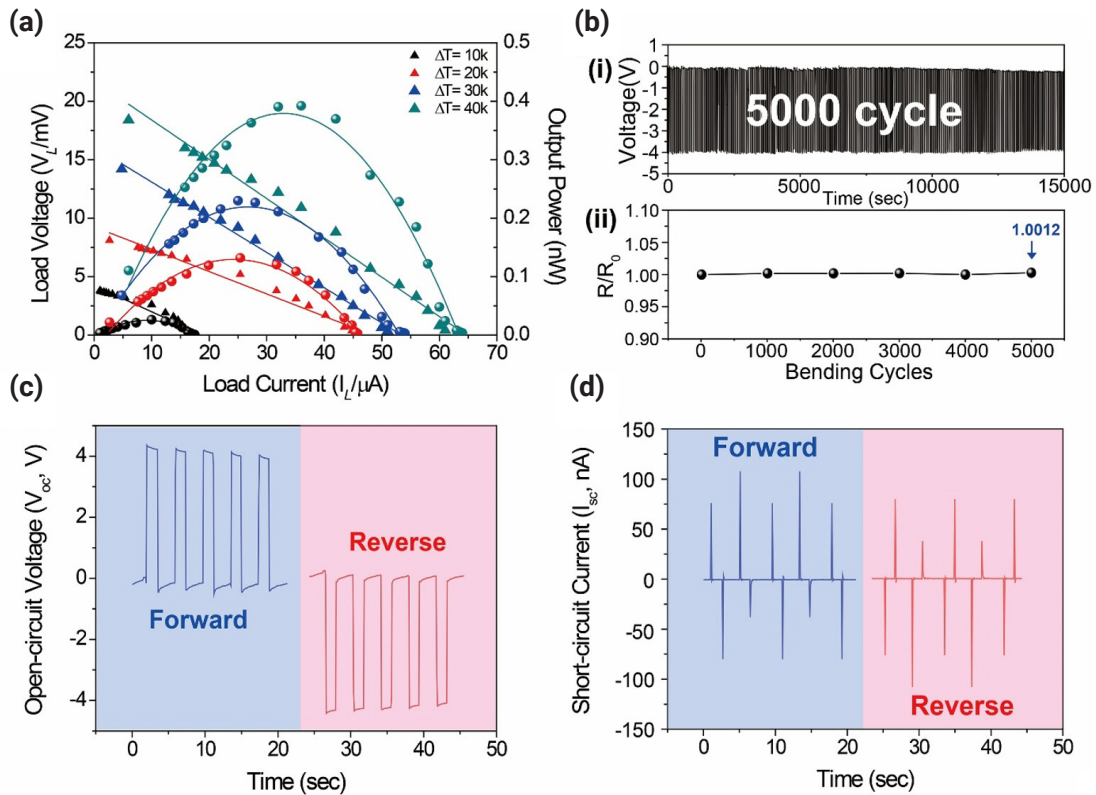 (a)
25
20
15
10
5
0
Load Voltage (V_L/mV)
0 10 20 30 40 50 60 70
Load Current (I_L/μA)
0.5
0.4
0.3
0.2
0.1
0.0
Output Power (nW)
ΔT= 10k
ΔT= 20k
ΔT= 30k
ΔT= 40k
(b)
(i)
1
0
-1
-2
-3
-4
-5
Voltage(V)
5000 cycle
0 5000 10000 15000
Time (sec)
(ii)
1.10
1.05
1.00
0.95
0.90
R/R₀
1.0012
0 1000 2000 3000 4000 5000
Bending Cycles
(c)
4
2
0
-2
-4
Open-circuit Voltage (V_oc, V)
Forward
Reverse
0 10 20 30 40 50
Time (sec)
(d)
150
100
50
0
-50
-100
-150
Short-circuit Current (I_sc, nA)
Forward
Reverse
0 10 20 30 40 50
Time (sec)